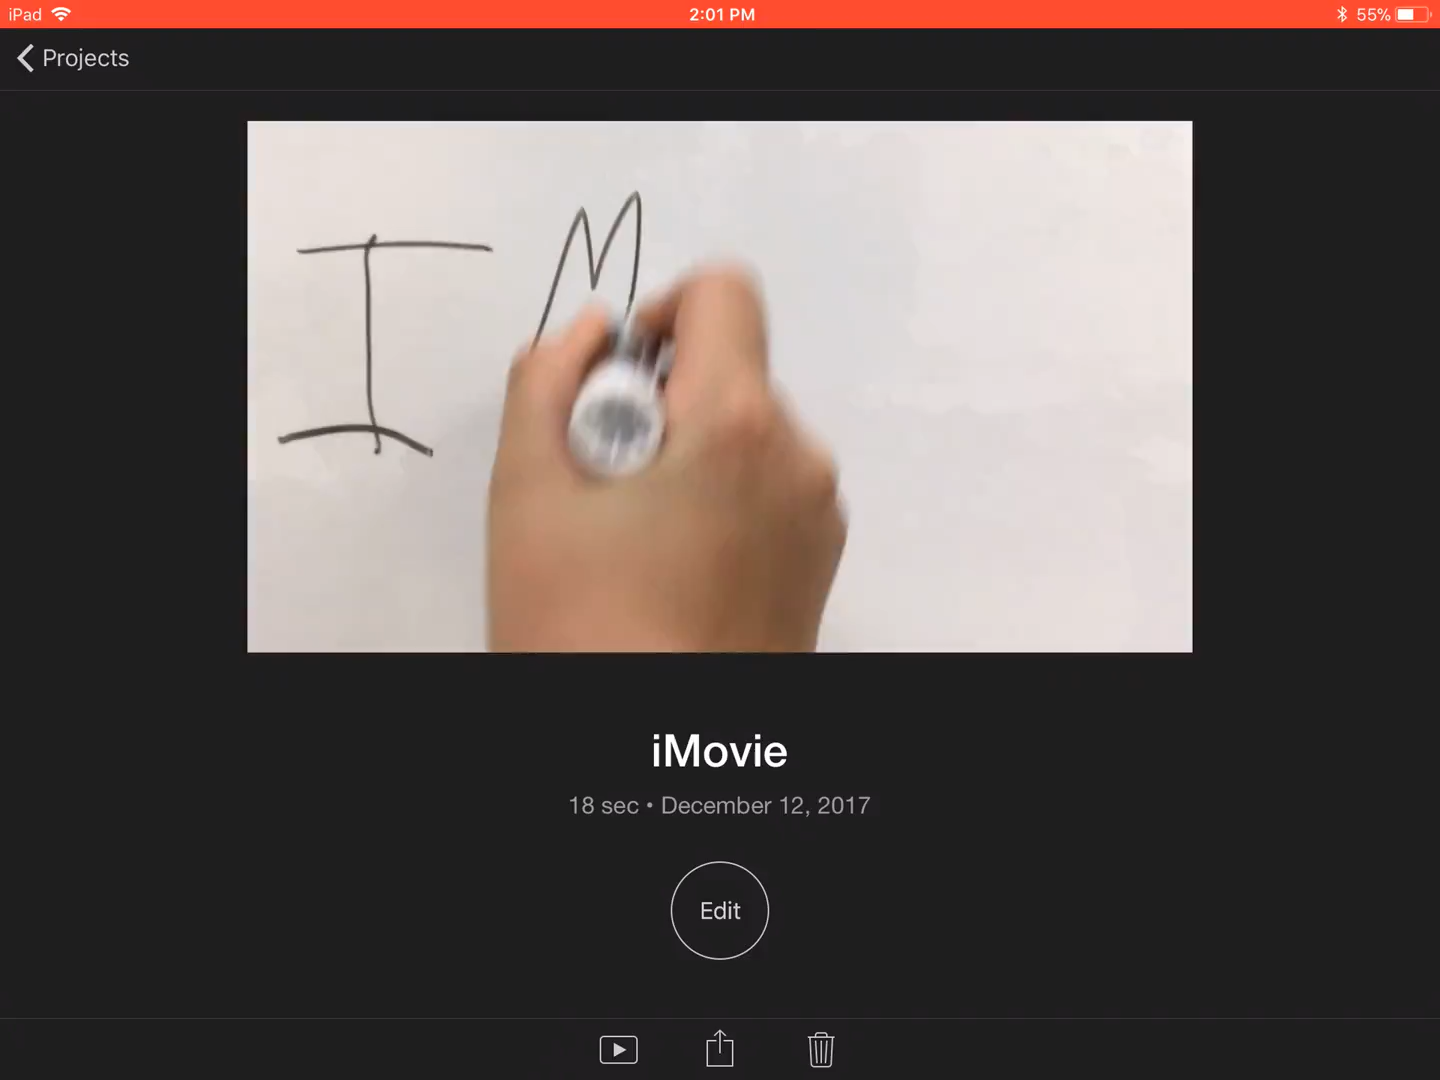 iPad 2:01 PM 55%
Projects
I M
iMovie
18 sec • December 12, 2017
Edit